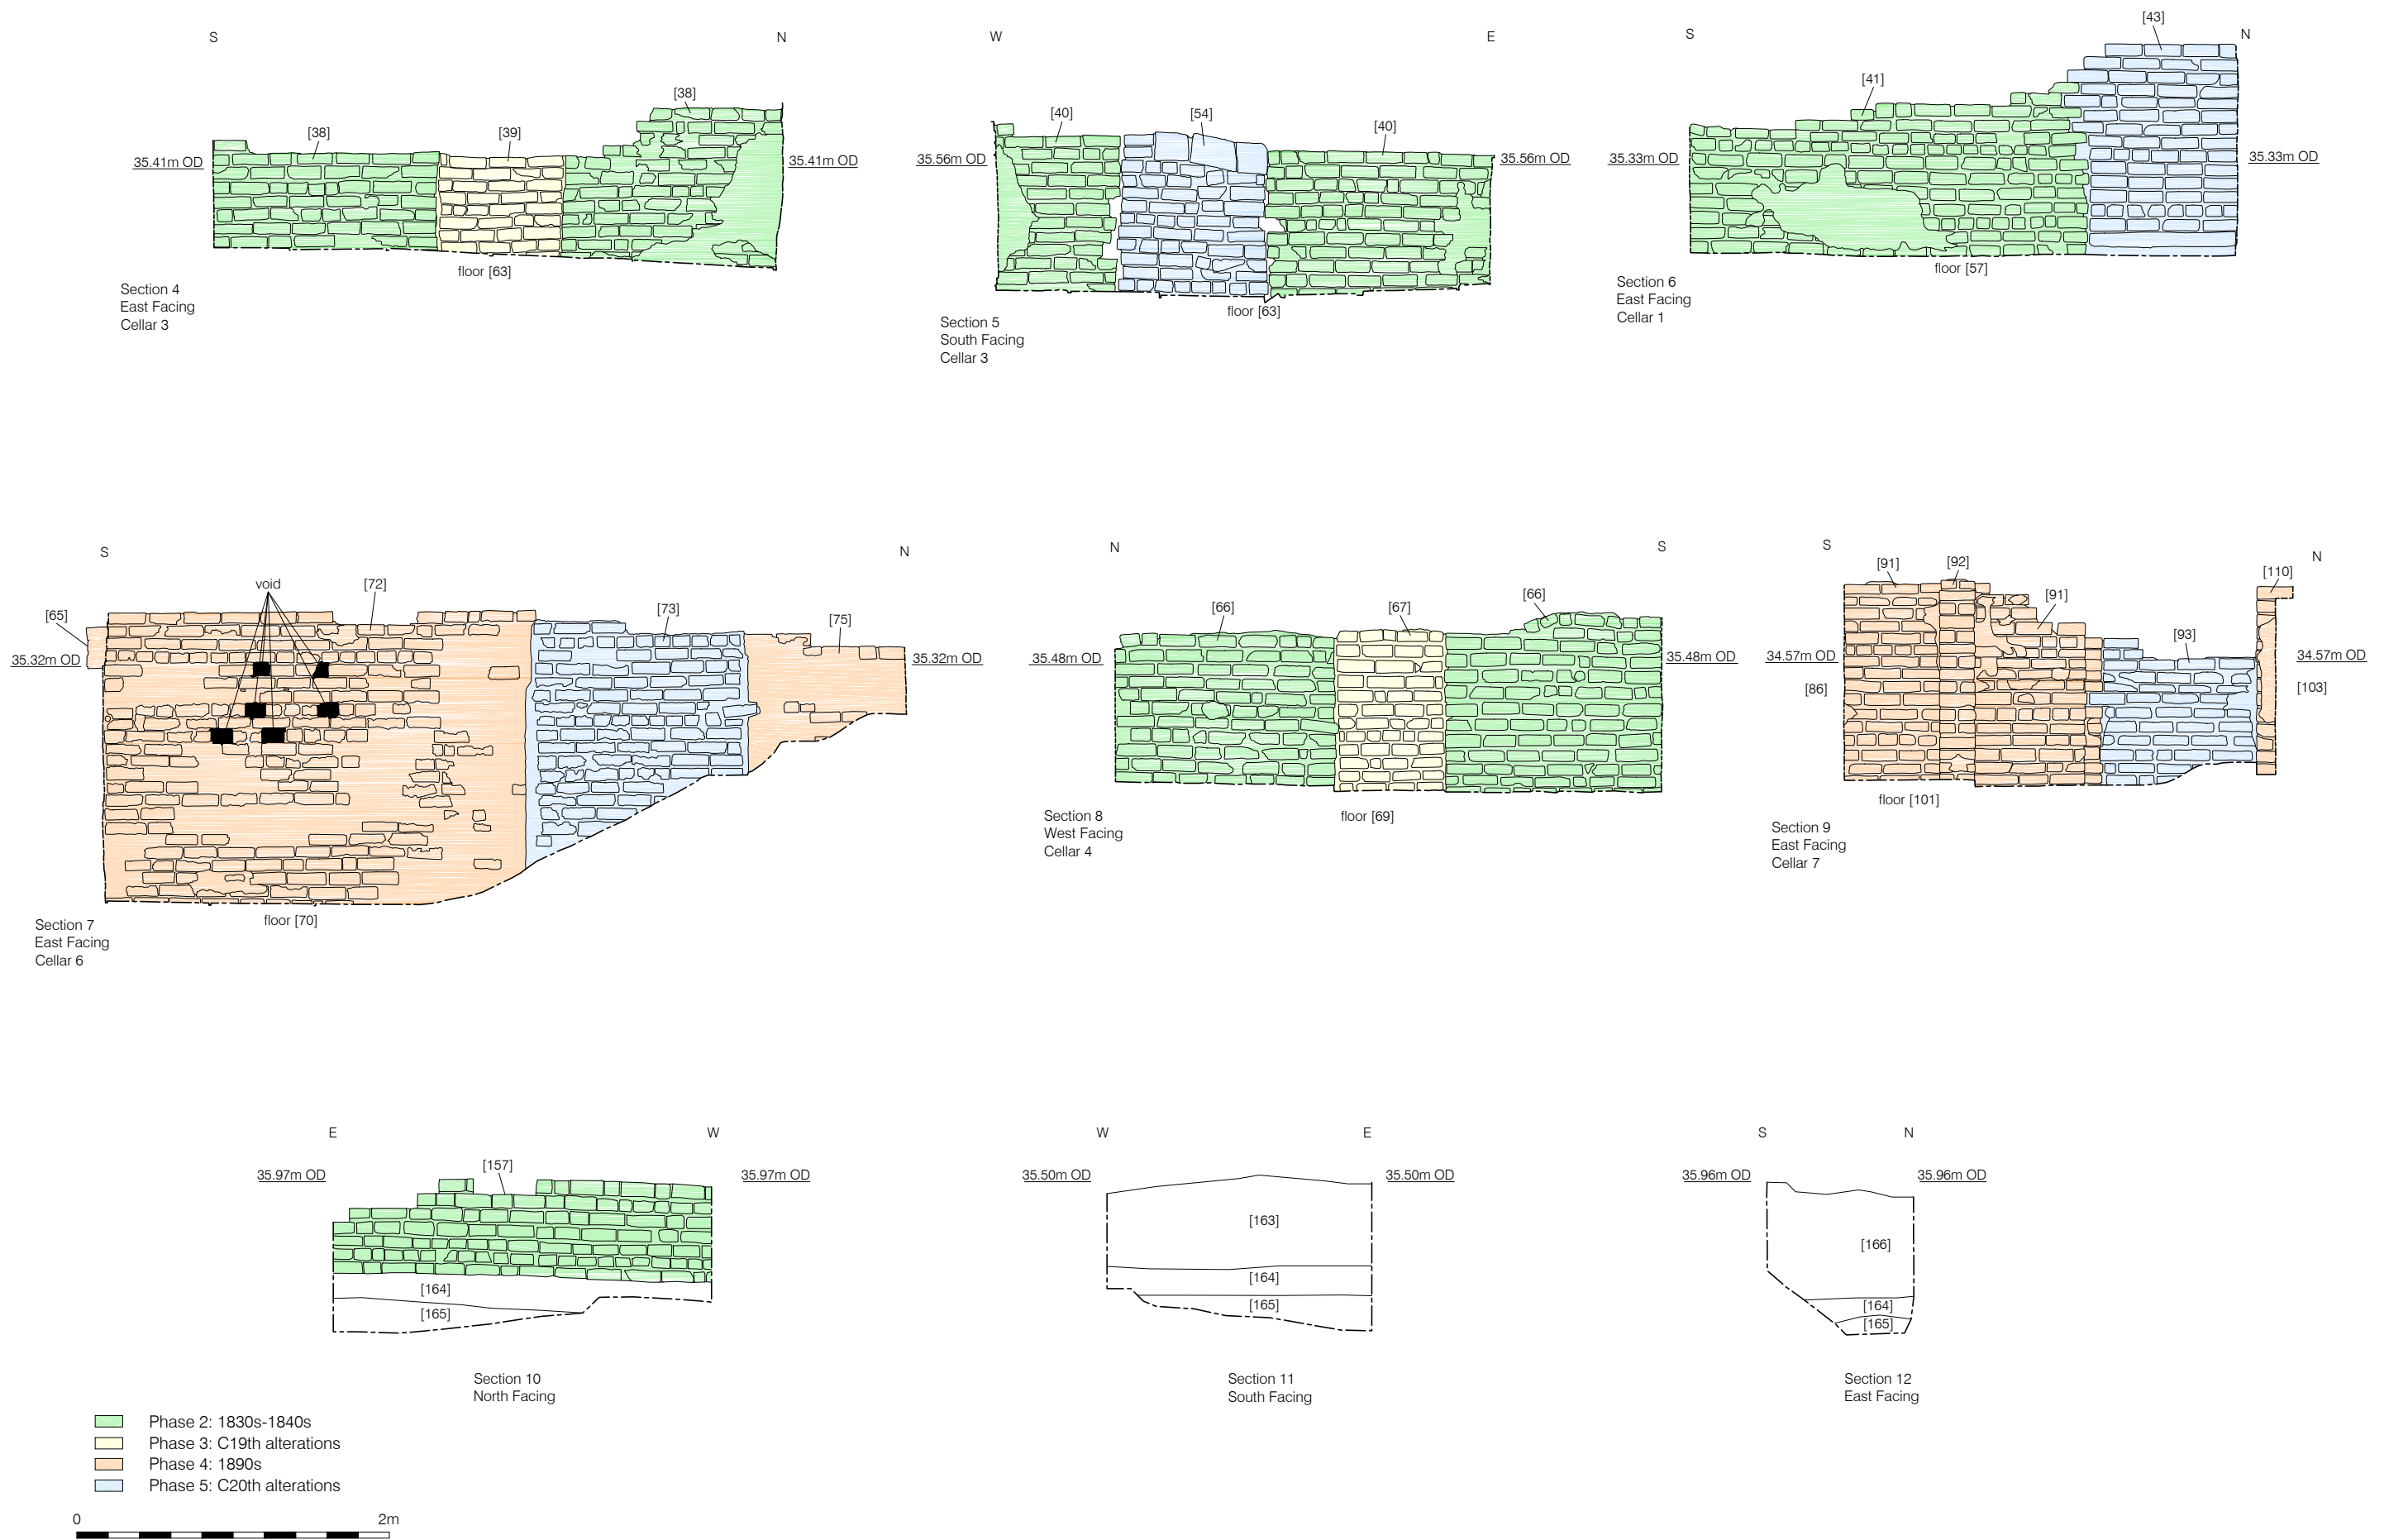 S
N
[38]
[38]
[39]
35.41m OD
35.41m OD
floor [63]
Section 4
East Facing
Cellar 3
W
E
[40]
[54]
[40]
35.56m OD
35.56m OD
floor [63]
Section 5
South Facing
Cellar 3
S
N
[43]
[41]
35.33m OD
35.33m OD
floor [57]
Section 6
East Facing
Cellar 1
S
N
void
[72]
[65]
[73]
[75]
35.32m OD
35.32m OD
floor [70]
Section 7
East Facing
Cellar 6
N
S
[66]
[67]
[66]
35.48m OD
35.48m OD
floor [69]
Section 8
West Facing
Cellar 4
S
N
[91]
[92]
[91]
[93]
[110]
34.57m OD
34.57m OD
[86]
[103]
floor [101]
Section 9
East Facing
Cellar 7
E
W
35.97m OD
[157]
35.97m OD
[164]
[165]
Section 10
North Facing
W
E
35.50m OD
35.50m OD
[163]
[164]
[165]
Section 11
South Facing
S
N
35.96m OD
35.96m OD
[166]
[164]
[165]
Section 12
East Facing
Phase 2: 1830s-1840s
Phase 3: C19th alterations
Phase 4: 1890s
Phase 5: C20th alterations
0
2m